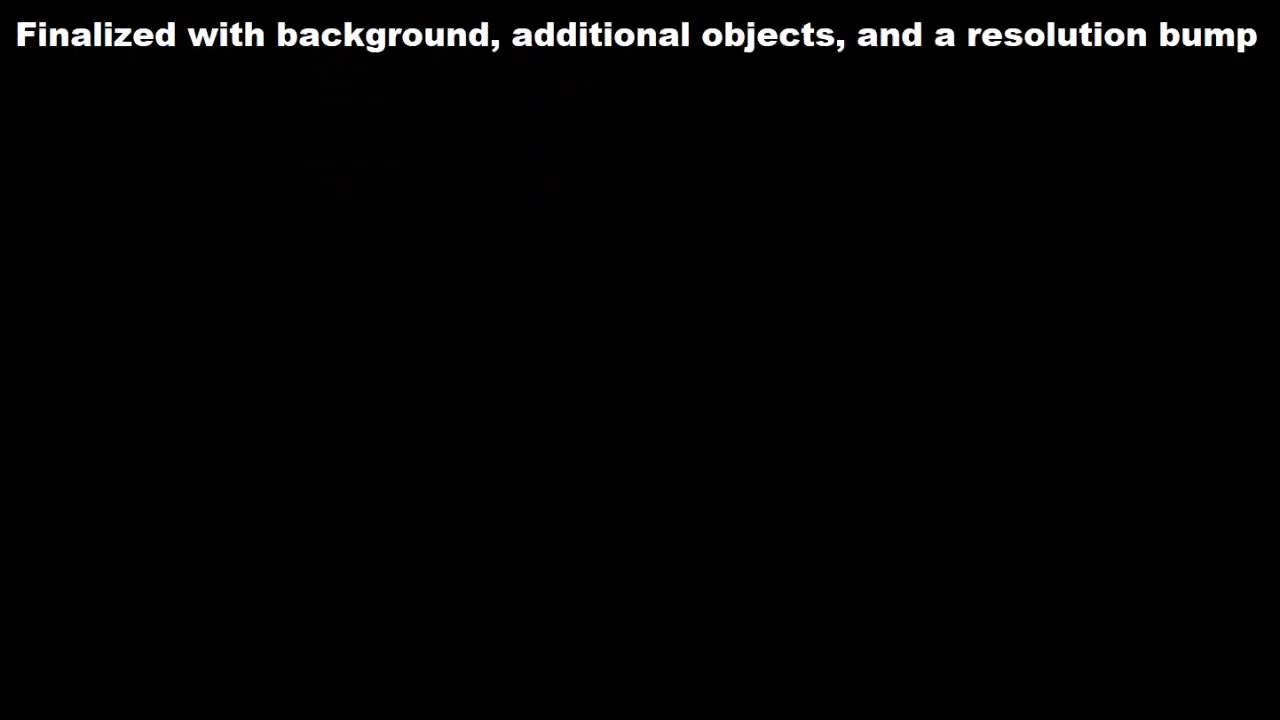 Finalized with background, additional objects, and a resolution bump